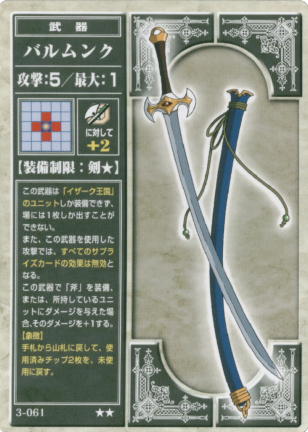 武器
バルムンク
攻撃:5／最大:1
に対して
+2
【装備制限：剣★】
この武器は「イザーク王国」
のユニットしか装備できず、
場には1枚しか出すことが
できない。
また、この武器を使用した
攻撃では、すべてのサプラ
イズカードの効果は無効と
なる。
この武器で「斧」を装備、
または、所持しているユニ
ットにダメージを与えた場
合、そのダメージを+1する。
手札から山札に戻して、使
用済みチップ2枚を、未使
用に戻す。
3-061
★★